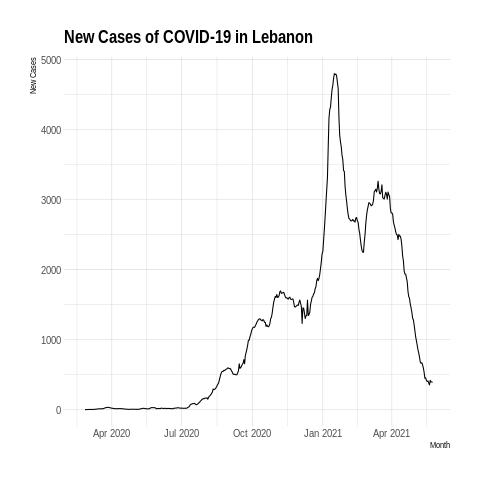 New Cases of COVID-19 in Lebanon
New Cases
5000
4000
3000
2000
1000
0
Apr 2020 Jul 2020 Oct 2020 Jan 2021 Apr 2021
Month